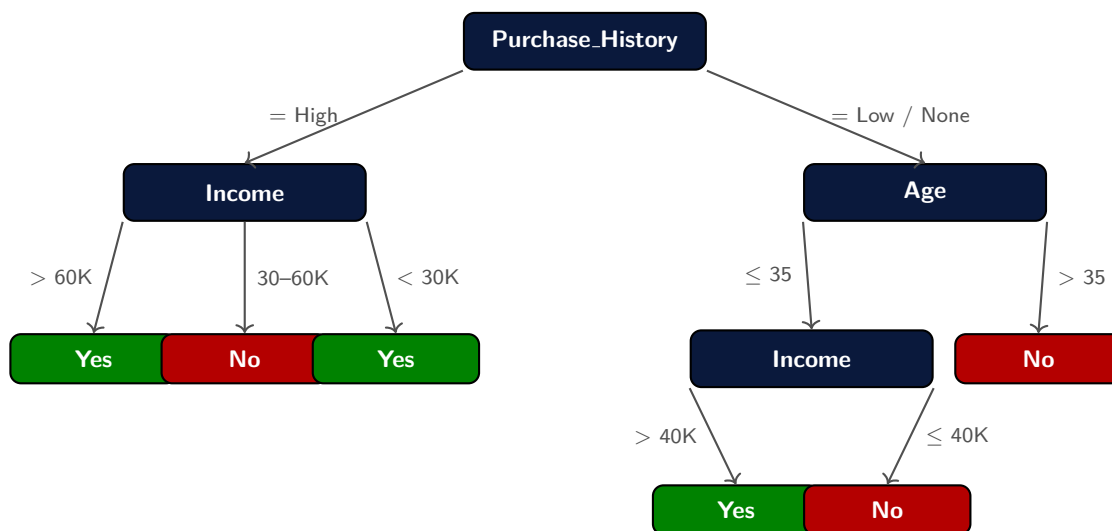 Purchase_History
= High
= Low / None
Income
Age
> 60K
30–60K
< 30K
≤ 35
> 35
Yes
No
Yes
Income
No
> 40K
≤ 40K
Yes
No